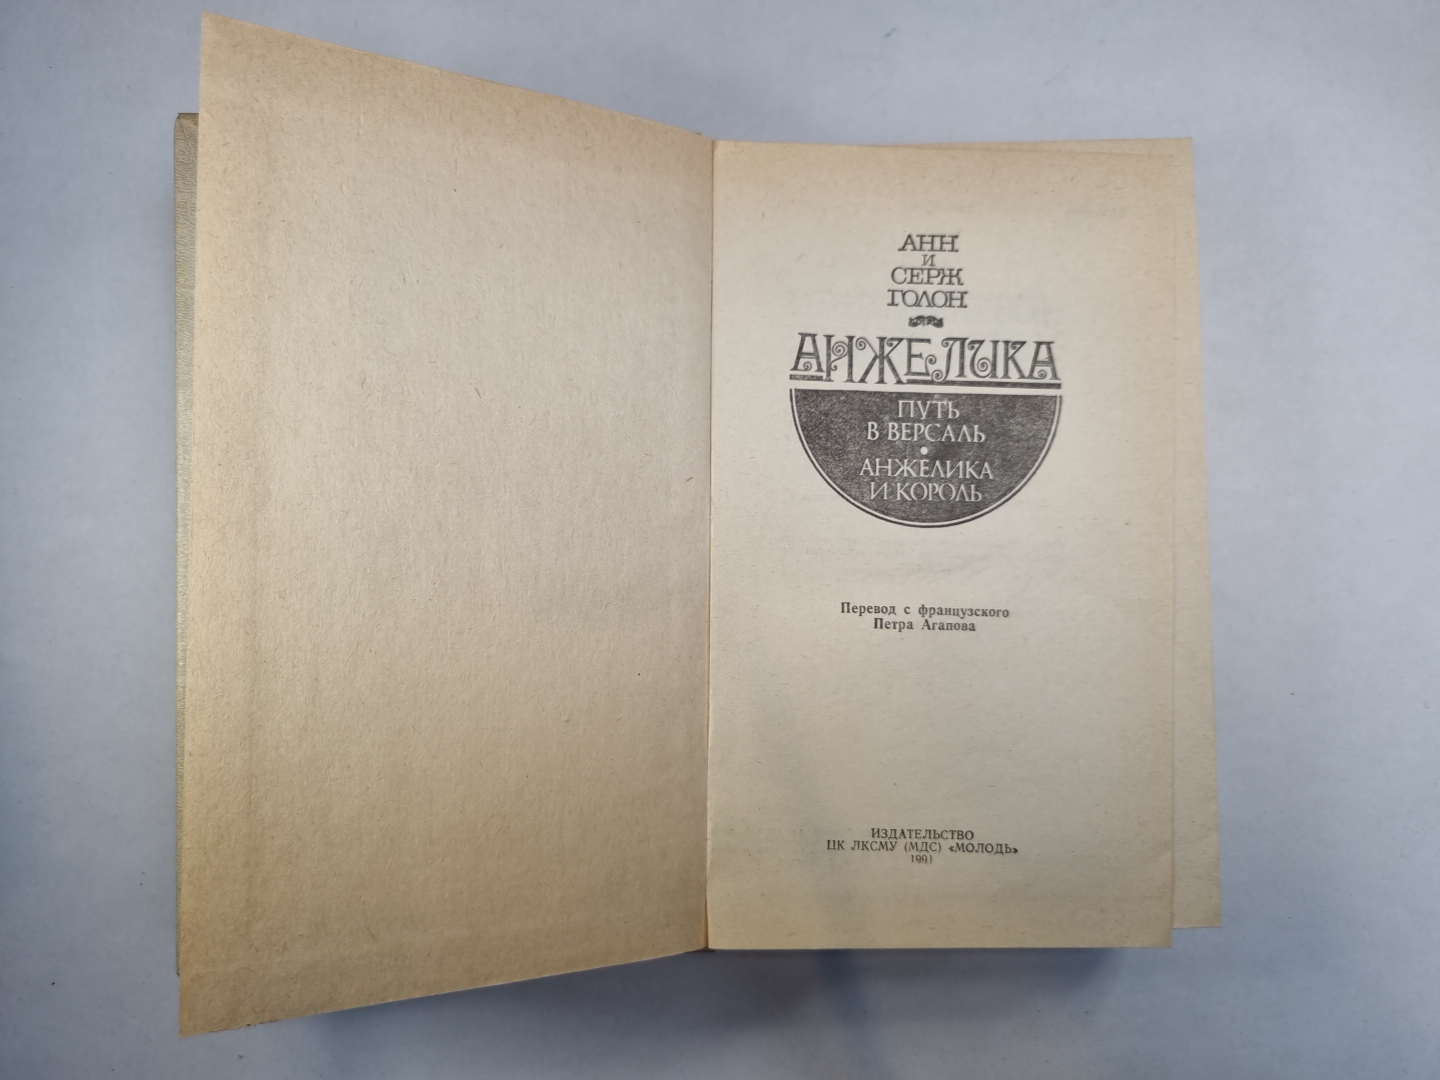 АНН
И
СЕРЖ
ГОЛОН
АНЖЕЛИКА
ПУТЬ
В ВЕРСАЛЬ
•
АНЖЕЛИКА
И КОРОЛЬ
Перевод с французского
Петра Агапова
ИЗДАТЕЛЬСТВО
ЦК ЛКСМУ (МДС) «МОЛОДЬ»
1991